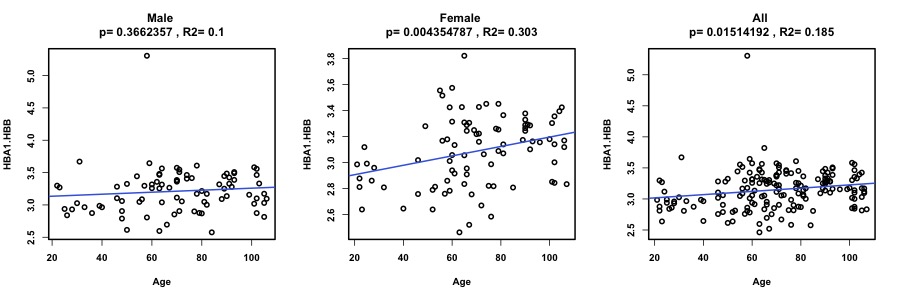 Male
p= 0.3662357 , R2= 0.1
HBA1.HBB
5.0
4.5
4.0
3.5
3.0
2.5
20 40 60 80 100
Age
Female
p= 0.004354787 , R2= 0.303
HBA1.HBB
3.8
3.6
3.4
3.2
3.0
2.8
2.6
20 40 60 80 100
Age
All
p= 0.01514192 , R2= 0.185
HBA1.HBB
5.0
4.5
4.0
3.5
3.0
2.5
20 40 60 80 100
Age